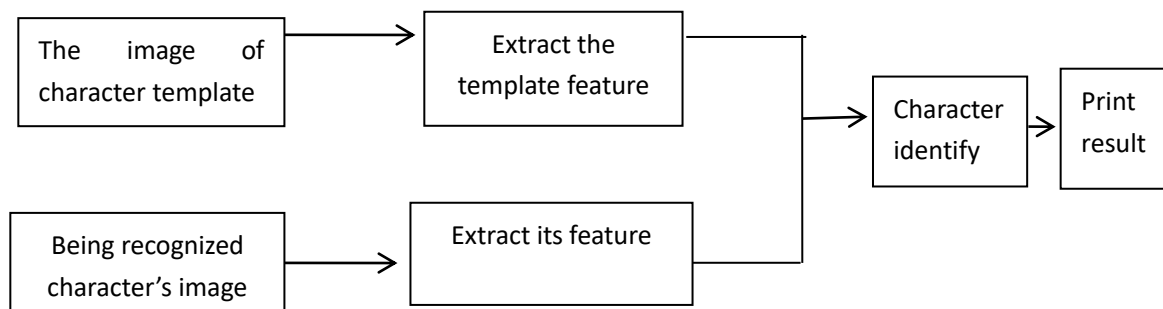 The image of
character template
Extract the
template feature
Character
identify
Print
result
Being recognized
character’s image
Extract its feature